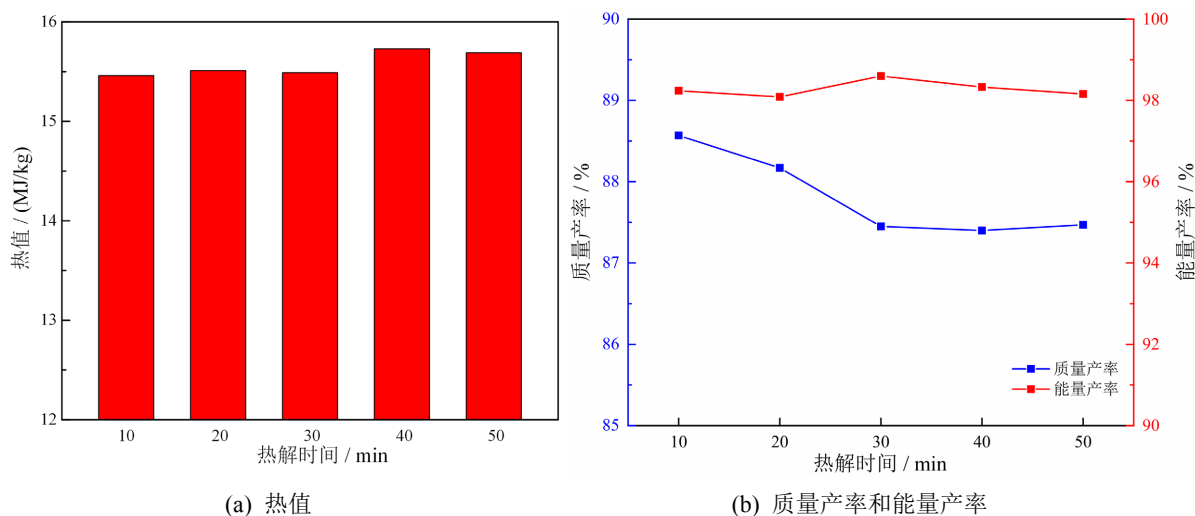 16
15
14
13
12
热值 / (MJ/kg)
10 20 30 40 50
热解时间 / min
(a) 热值
90
89
88
87
86
85
质量产率 / %
100
98
96
94
92
90
能量产率 / %
质量产率
能量产率
10 20 30 40 50
热解时间 / min
(b) 质量产率和能量产率